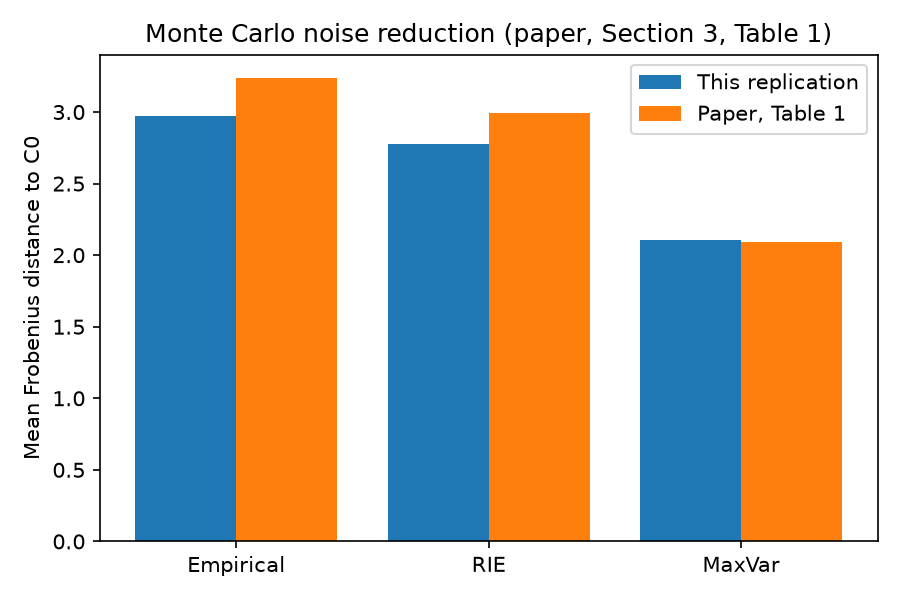 Monte Carlo noise reduction (paper, Section 3, Table 1)
This replication
Paper, Table 1
Mean Frobenius distance to C0
3.0
2.5
2.0
1.5
1.0
0.5
0.0
Empirical
RIE
MaxVar